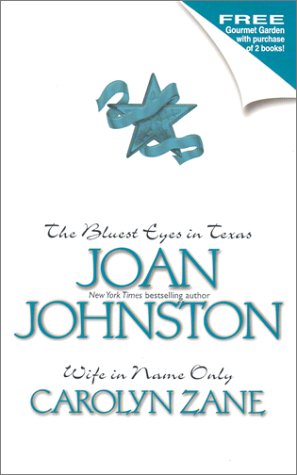 FREE
Gourmet Garden
with purchase
of 2 books!
The Bluest Eyes in Texas
JOAN
New York Times bestselling author
JOHNSTON
Wife in Name Only
CAROLYN ZANE